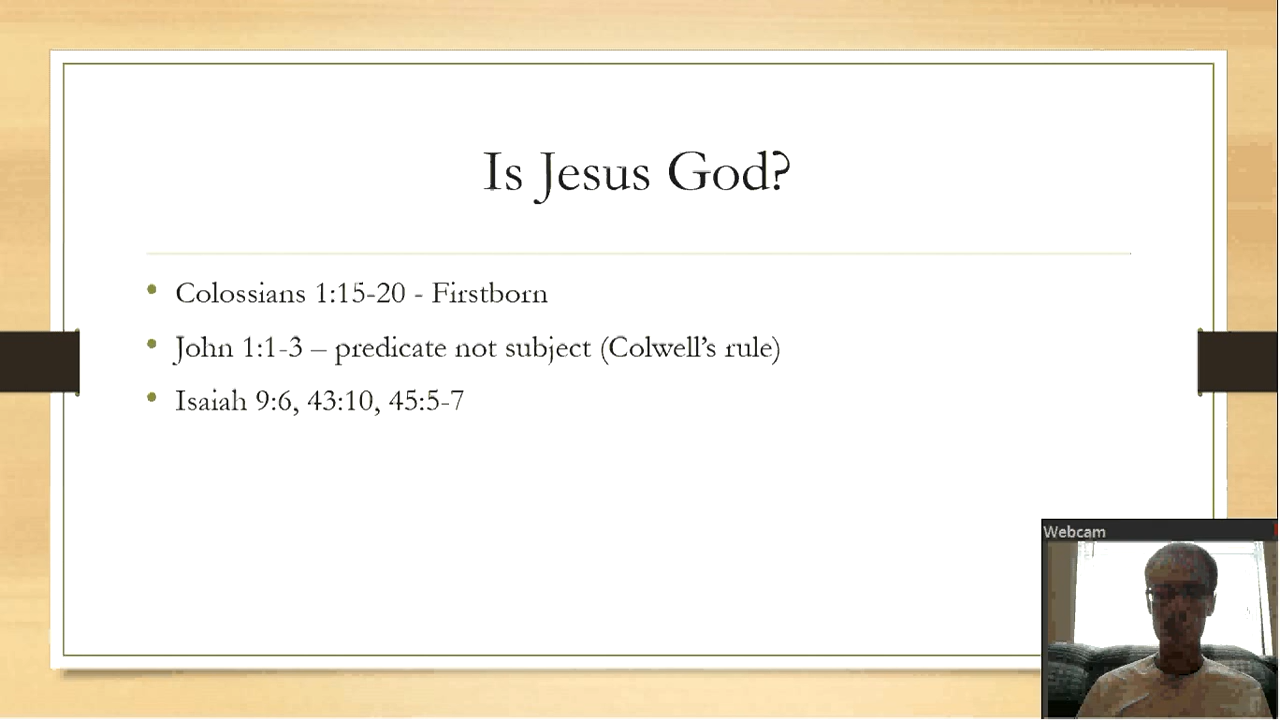 Is Jesus God?
• Colossians 1:15-20 - Firstborn
• John 1:1-3 – predicate not subject (Colwell’s rule)
• Isaiah 9:6, 43:10, 45:5-7
Webcam